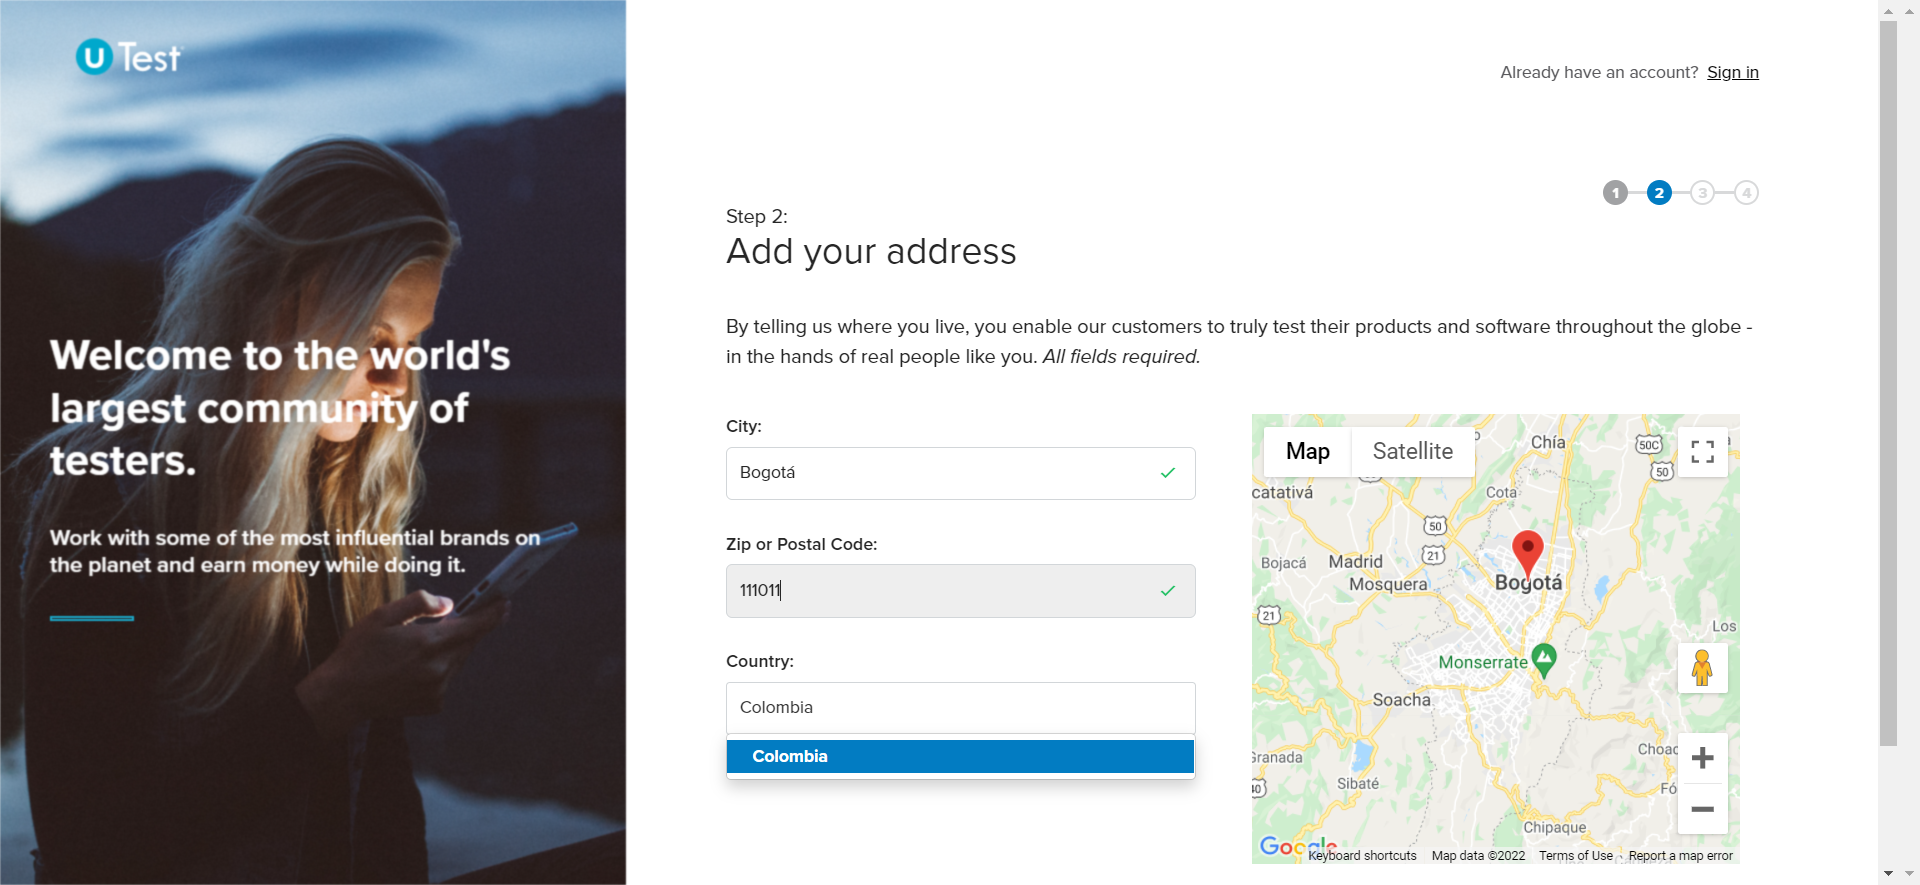 U Test
Already have an account? Sign in
1 2 3 4
Step 2:
Add your address
Welcome to the world's
largest community of
testers.
Work with some of the most influential brands on
the planet and earn money while doing it.
By telling us where you live, you enable our customers to truly test their products and software throughout the globe -
in the hands of real people like you. All fields required.
City:
Bogotá
Zip or Postal Code:
111011
Country:
Colombia
Colombia
Map Satellite
Chía
50C
50
catativá
Cota
50
21
Bojacá
Madrid
Mosquera
Bogotá
21
Los
Monserrate
Soacha
Choac
Granada
Sibaté
40
Fó
Chipaque
Google
Keyboard shortcuts Map data ©2022 Terms of Use Report a map error